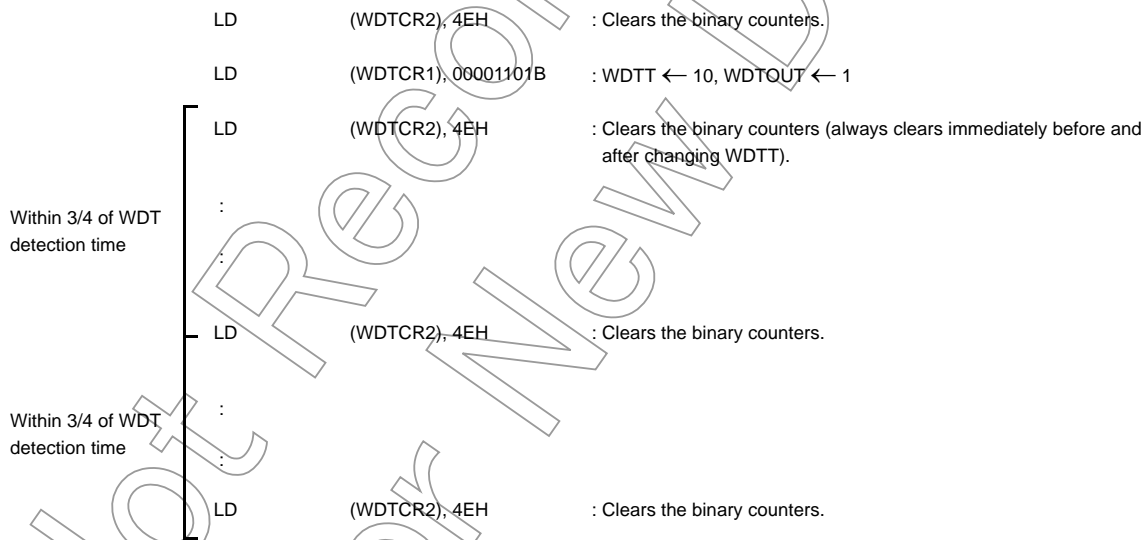 LD (WDTCR2), 4EH : Clears the binary counters.
LD (WDTCR1), 00001101B : WDTT ← 10, WDTOUT ← 1
LD (WDTCR2), 4EH : Clears the binary counters (always clears immediately before and
after changing WDTT).
Within 3/4 of WDT :
detection time :
LD (WDTCR2), 4EH : Clears the binary counters.
Within 3/4 of WDT :
detection time :
LD (WDTCR2), 4EH : Clears the binary counters.